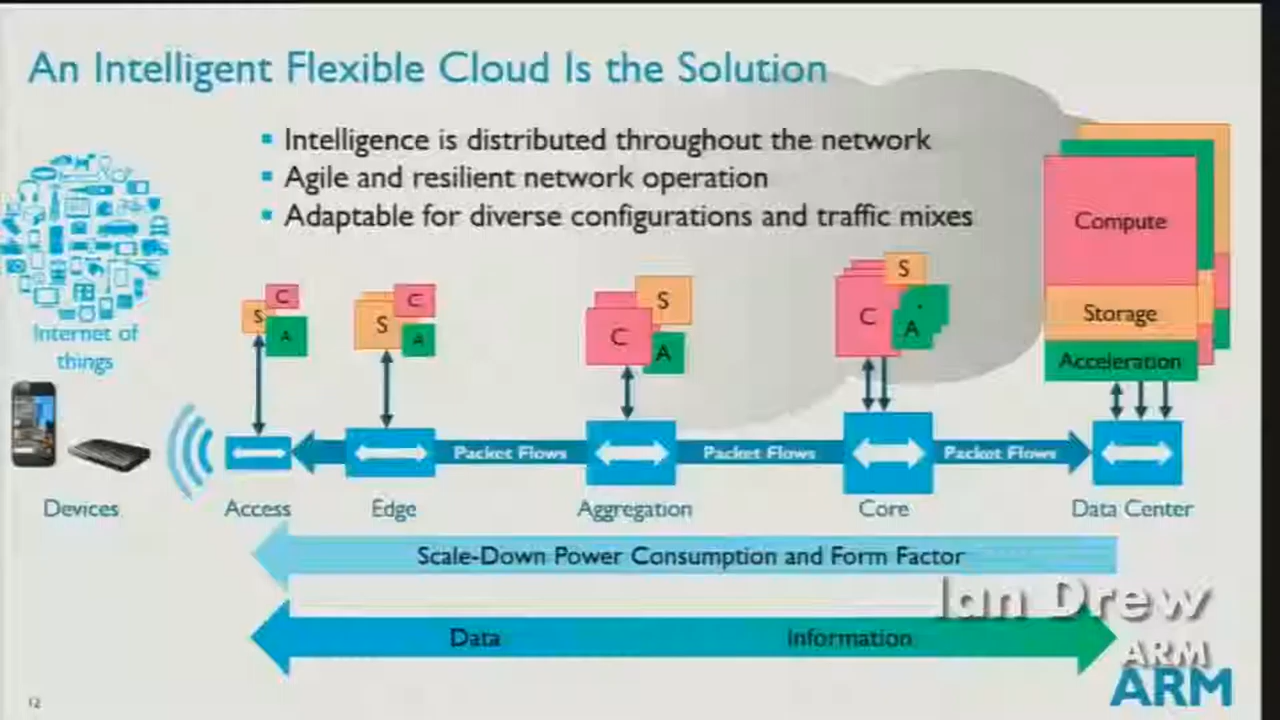 An Intelligent Flexible Cloud Is the Solution
▪ Intelligence is distributed throughout the network
▪ Agile and resilient network operation
▪ Adaptable for diverse configurations and traffic mixes
Compute
Storage
Acceleration
C
S
A
C
S
A
S
C
A
S
C
A
Internet of
things
Packet Flows
Packet Flows
Packet Flows
Devices
Access
Edge
Aggregation
Core
Data Center
Scale-Down Power Consumption and Form Factor
Data
Information
Ian Drew
ARM
ARM
12